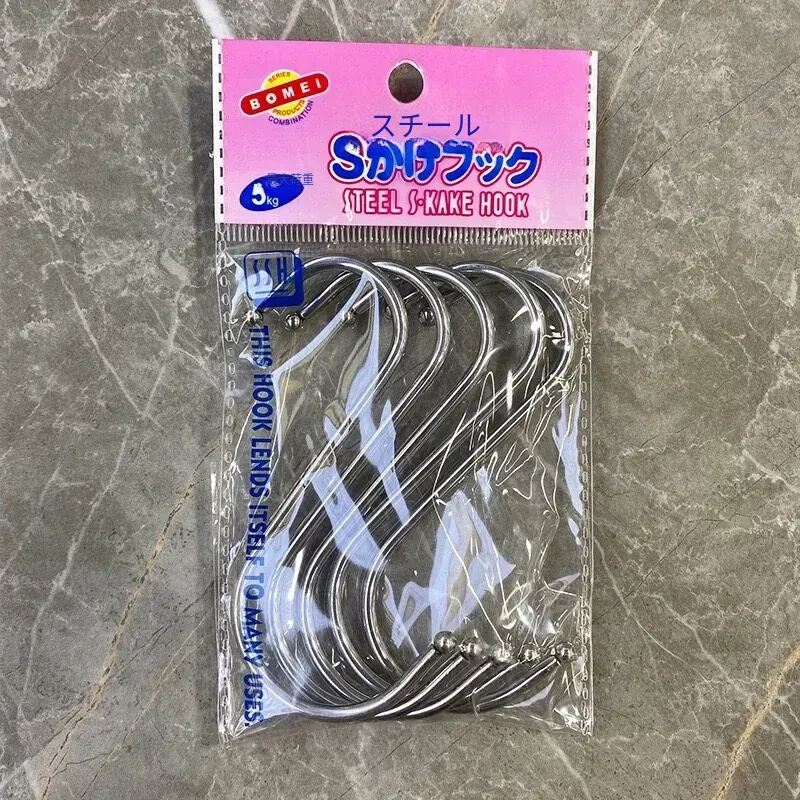 SERIES
BOMEI
PRODUCTS
COMBINATION
スチール
Sかけフック
STEEL S·KAKE HOOK
5kg
THIS HOOK LENDS ITSELF TO MANY USES.